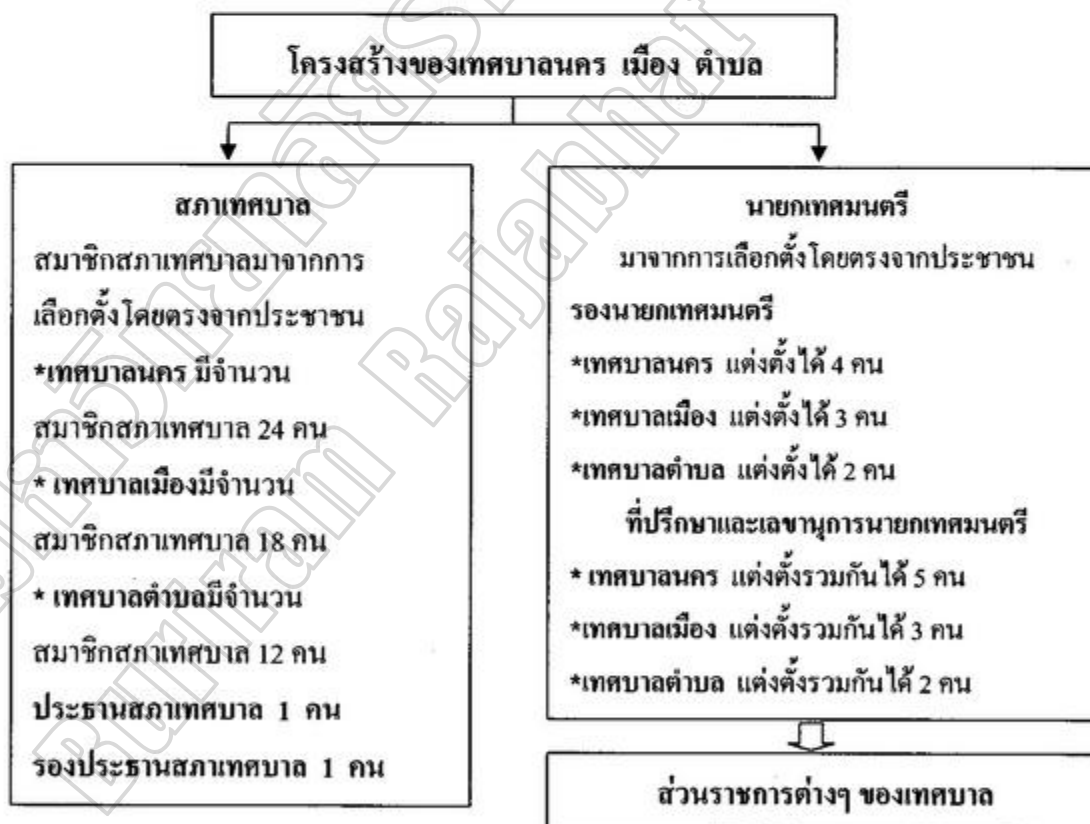 โครงสร้างของเทศบาลนคร เมือง ตำบล
สภาเทศบาล
สมาชิกสภาเทศบาลมาจากการ
เลือกตั้งโดยตรงจากประชาชน
*เทศบาลนคร มีจำนวน
สมาชิกสภาเทศบาล 24 คน
* เทศบาลเมืองมีจำนวน
สมาชิกสภาเทศบาล 18 คน
* เทศบาลตำบลมีจำนวน
สมาชิกสภาเทศบาล 12 คน
ประธานสภาเทศบาล 1 คน
รองประธานสภาเทศบาล 1 คน
นายกเทศมนตรี
มาจากการเลือกตั้งโดยตรงจากประชาชน
รองนายกเทศมนตรี
*เทศบาลนคร แต่งตั้งได้ 4 คน
*เทศบาลเมือง แต่งตั้งได้ 3 คน
*เทศบาลตำบล แต่งตั้งได้ 2 คน
ที่ปรึกษาและเลขานุการนายกเทศมนตรี
* เทศบาลนคร แต่งตั้งรวมกันได้ 5 คน
*เทศบาลเมือง แต่งตั้งรวมกันได้ 3 คน
*เทศบาลตำบล แต่งตั้งรวมกันได้ 2 คน
ส่วนราชการต่างๆ ของเทศบาล
Buriram Rajabhat